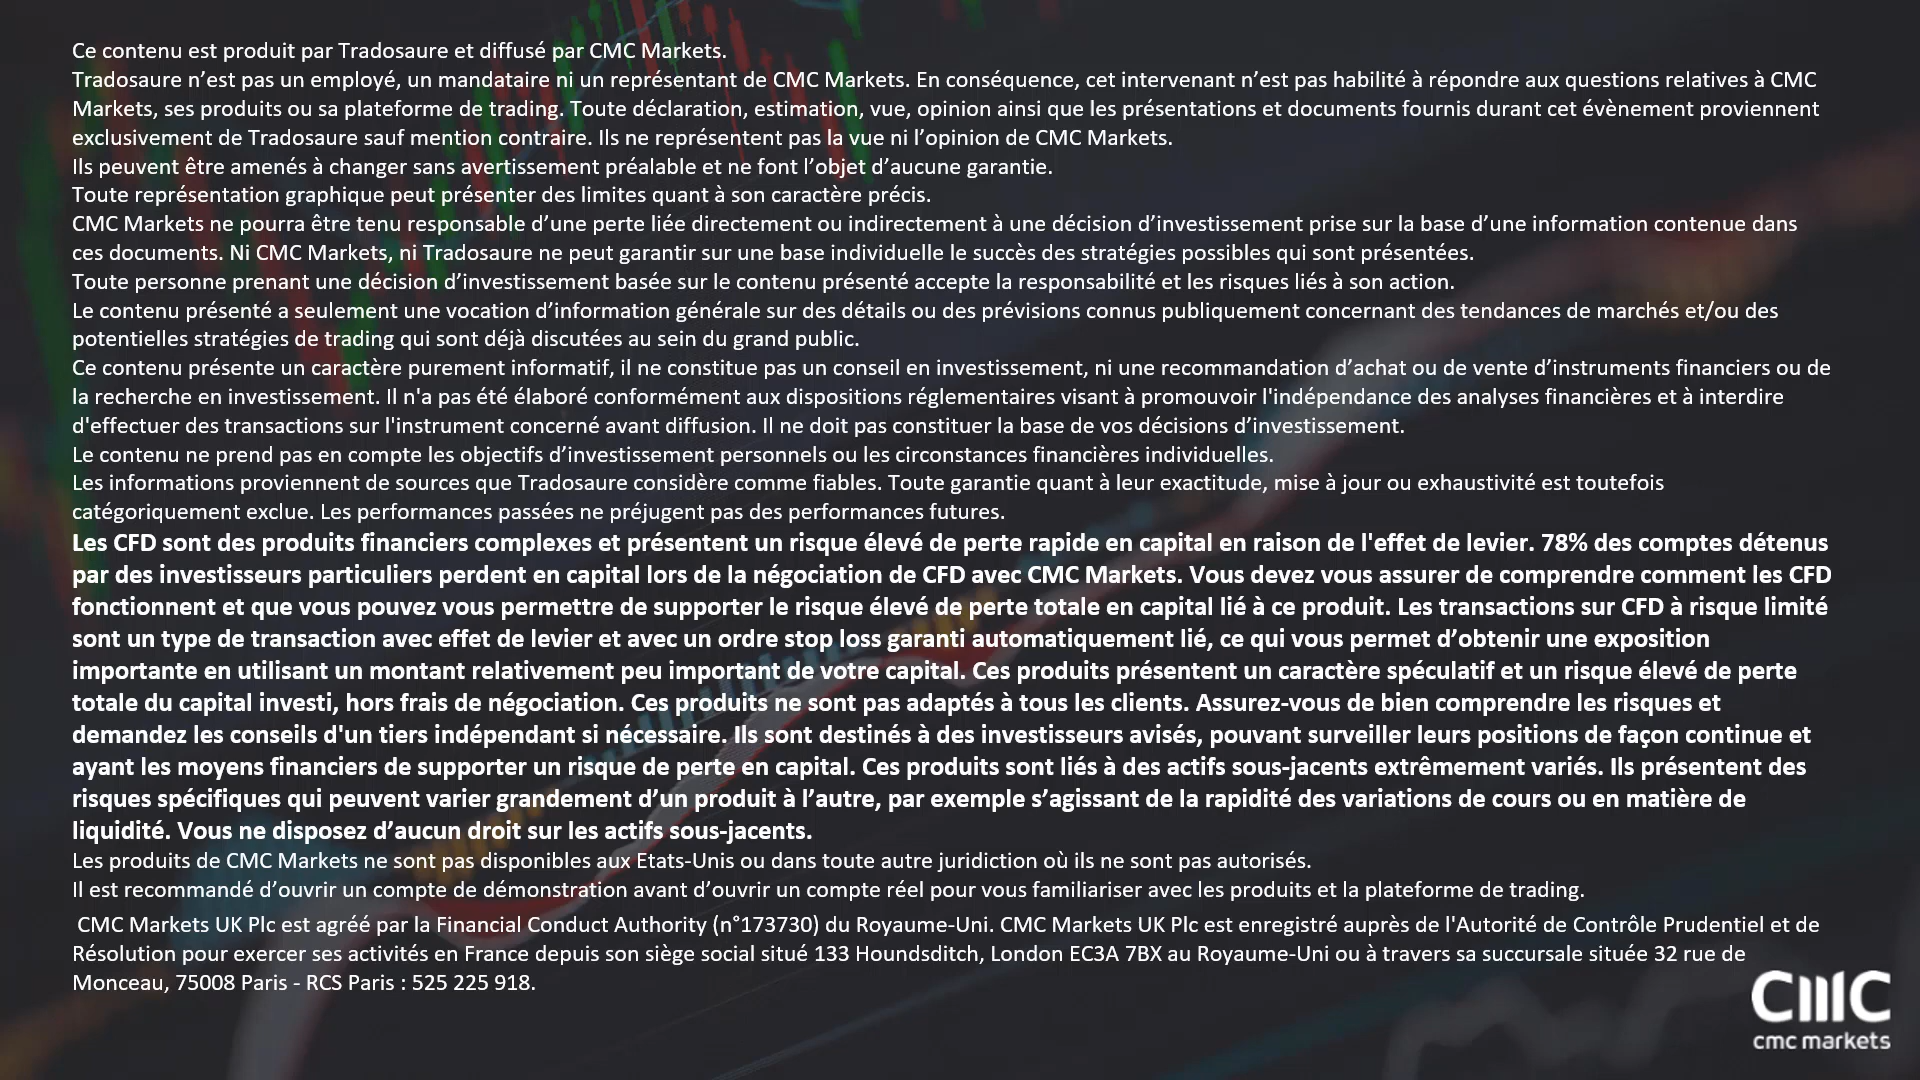 Ce contenu est produit par Tradosaure et diffusé par CMC Markets.
Tradosaure n’est pas un employé, un mandataire ni un représentant de CMC Markets. En conséquence, cet intervenant n’est pas habilité à répondre aux questions relatives à CMC
Markets, ses produits ou sa plateforme de trading. Toute déclaration, estimation, vue, opinion ainsi que les présentations et documents fournis durant cet évènement proviennent
exclusivement de Tradosaure sauf mention contraire. Ils ne représentent pas la vue ni l’opinion de CMC Markets.
Ils peuvent être amenés à changer sans avertissement préalable et ne font l’objet d’aucune garantie.
Toute représentation graphique peut présenter des limites quant à son caractère précis.
CMC Markets ne pourra être tenu responsable d’une perte liée directement ou indirectement à une décision d’investissement prise sur la base d’une information contenue dans
ces documents. Ni CMC Markets, ni Tradosaure ne peut garantir sur une base individuelle le succès des stratégies possibles qui sont présentées.
Toute personne prenant une décision d’investissement basée sur le contenu présenté accepte la responsabilité et les risques liés à son action.
Le contenu présenté a seulement une vocation d’information générale sur des détails ou des prévisions connus publiquement concernant des tendances de marchés et/ou des
potentielles stratégies de trading qui sont déjà discutées au sein du grand public.
Ce contenu présente un caractère purement informatif, il ne constitue pas un conseil en investissement, ni une recommandation d’achat ou de vente d’instruments financiers ou de
la recherche en investissement. Il n'a pas été élaboré conformément aux dispositions réglementaires visant à promouvoir l'indépendance des analyses financières et à interdire
d'effectuer des transactions sur l'instrument concerné avant diffusion. Il ne doit pas constituer la base de vos décisions d’investissement.
Le contenu ne prend pas en compte les objectifs d’investissement personnels ou les circonstances financières individuelles.
Les informations proviennent de sources que Tradosaure considère comme fiables. Toute garantie quant à leur exactitude, mise à jour ou exhaustivité est toutefois
catégoriquement exclue. Les performances passées ne préjugent pas des performances futures.
Les CFD sont des produits financiers complexes et présentent un risque élevé de perte rapide en capital en raison de l'effet de levier. 78% des comptes détenus
par des investisseurs particuliers perdent en capital lors de la négociation de CFD avec CMC Markets. Vous devez vous assurer de comprendre comment les CFD
fonctionnent et que vous pouvez vous permettre de supporter le risque élevé de perte totale en capital lié à ce produit. Les transactions sur CFD à risque limité
sont un type de transaction avec effet de levier et avec un ordre stop loss garanti automatiquement lié, ce qui vous permet d’obtenir une exposition
importante en utilisant un montant relativement peu important de votre capital. Ces produits présentent un caractère spéculatif et un risque élevé de perte
totale du capital investi, hors frais de négociation. Ces produits ne sont pas adaptés à tous les clients. Assurez-vous de bien comprendre les risques et
demandez les conseils d'un tiers indépendant si nécessaire. Ils sont destinés à des investisseurs avisés, pouvant surveiller leurs positions de façon continue et
ayant les moyens financiers de supporter un risque de perte en capital. Ces produits sont liés à des actifs sous-jacents extrêmement variés. Ils présentent des
risques spécifiques qui peuvent varier grandement d’un produit à l’autre, par exemple s’agissant de la rapidité des variations de cours ou en matière de
liquidité. Vous ne disposez d’aucun droit sur les actifs sous-jacents.
Les produits de CMC Markets ne sont pas disponibles aux Etats-Unis ou dans toute autre juridiction où ils ne sont pas autorisés.
Il est recommandé d’ouvrir un compte de démonstration avant d’ouvrir un compte réel pour vous familiariser avec les produits et la plateforme de trading.
CMC Markets UK Plc est agréé par la Financial Conduct Authority (n°173730) du Royaume-Uni. CMC Markets UK Plc est enregistré auprès de l'Autorité de Contrôle Prudentiel et de
Résolution pour exercer ses activités en France depuis son siège social situé 133 Houndsditch, London EC3A 7BX au Royaume-Uni ou à travers sa succursale située 32 rue de
Monceau, 75008 Paris - RCS Paris : 525 225 918.
CMC
cmc markets